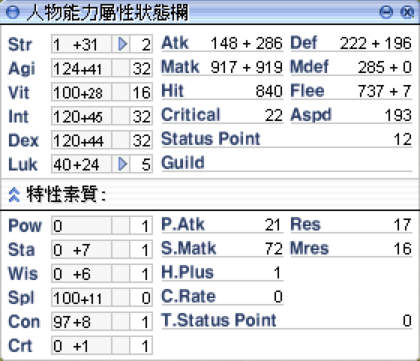 人物能力屬性狀態欄
Str 1 +31 2 Atk 148 + 286 Def 222 + 196
Agi 124+41 32 Matk 917 + 919 Mdef 285 + 0
Vit 100+28 16 Hit 840 Flee 737 + 7
Int 120+45 32 Critical 22 Aspd 193
Dex 120+44 32 Status Point 12
Luk 40+24 5 Guild
特性素質:
Pow 0 1 P.Atk 21 Res 17
Sta 0 +7 1 S.Matk 72 Mres 16
Wis 0 +6 1 H.Plus 1
Spl 100+11 0 C.Rate 0
Con 97+8 1 T.Status Point 0
Crt 0 +1 1